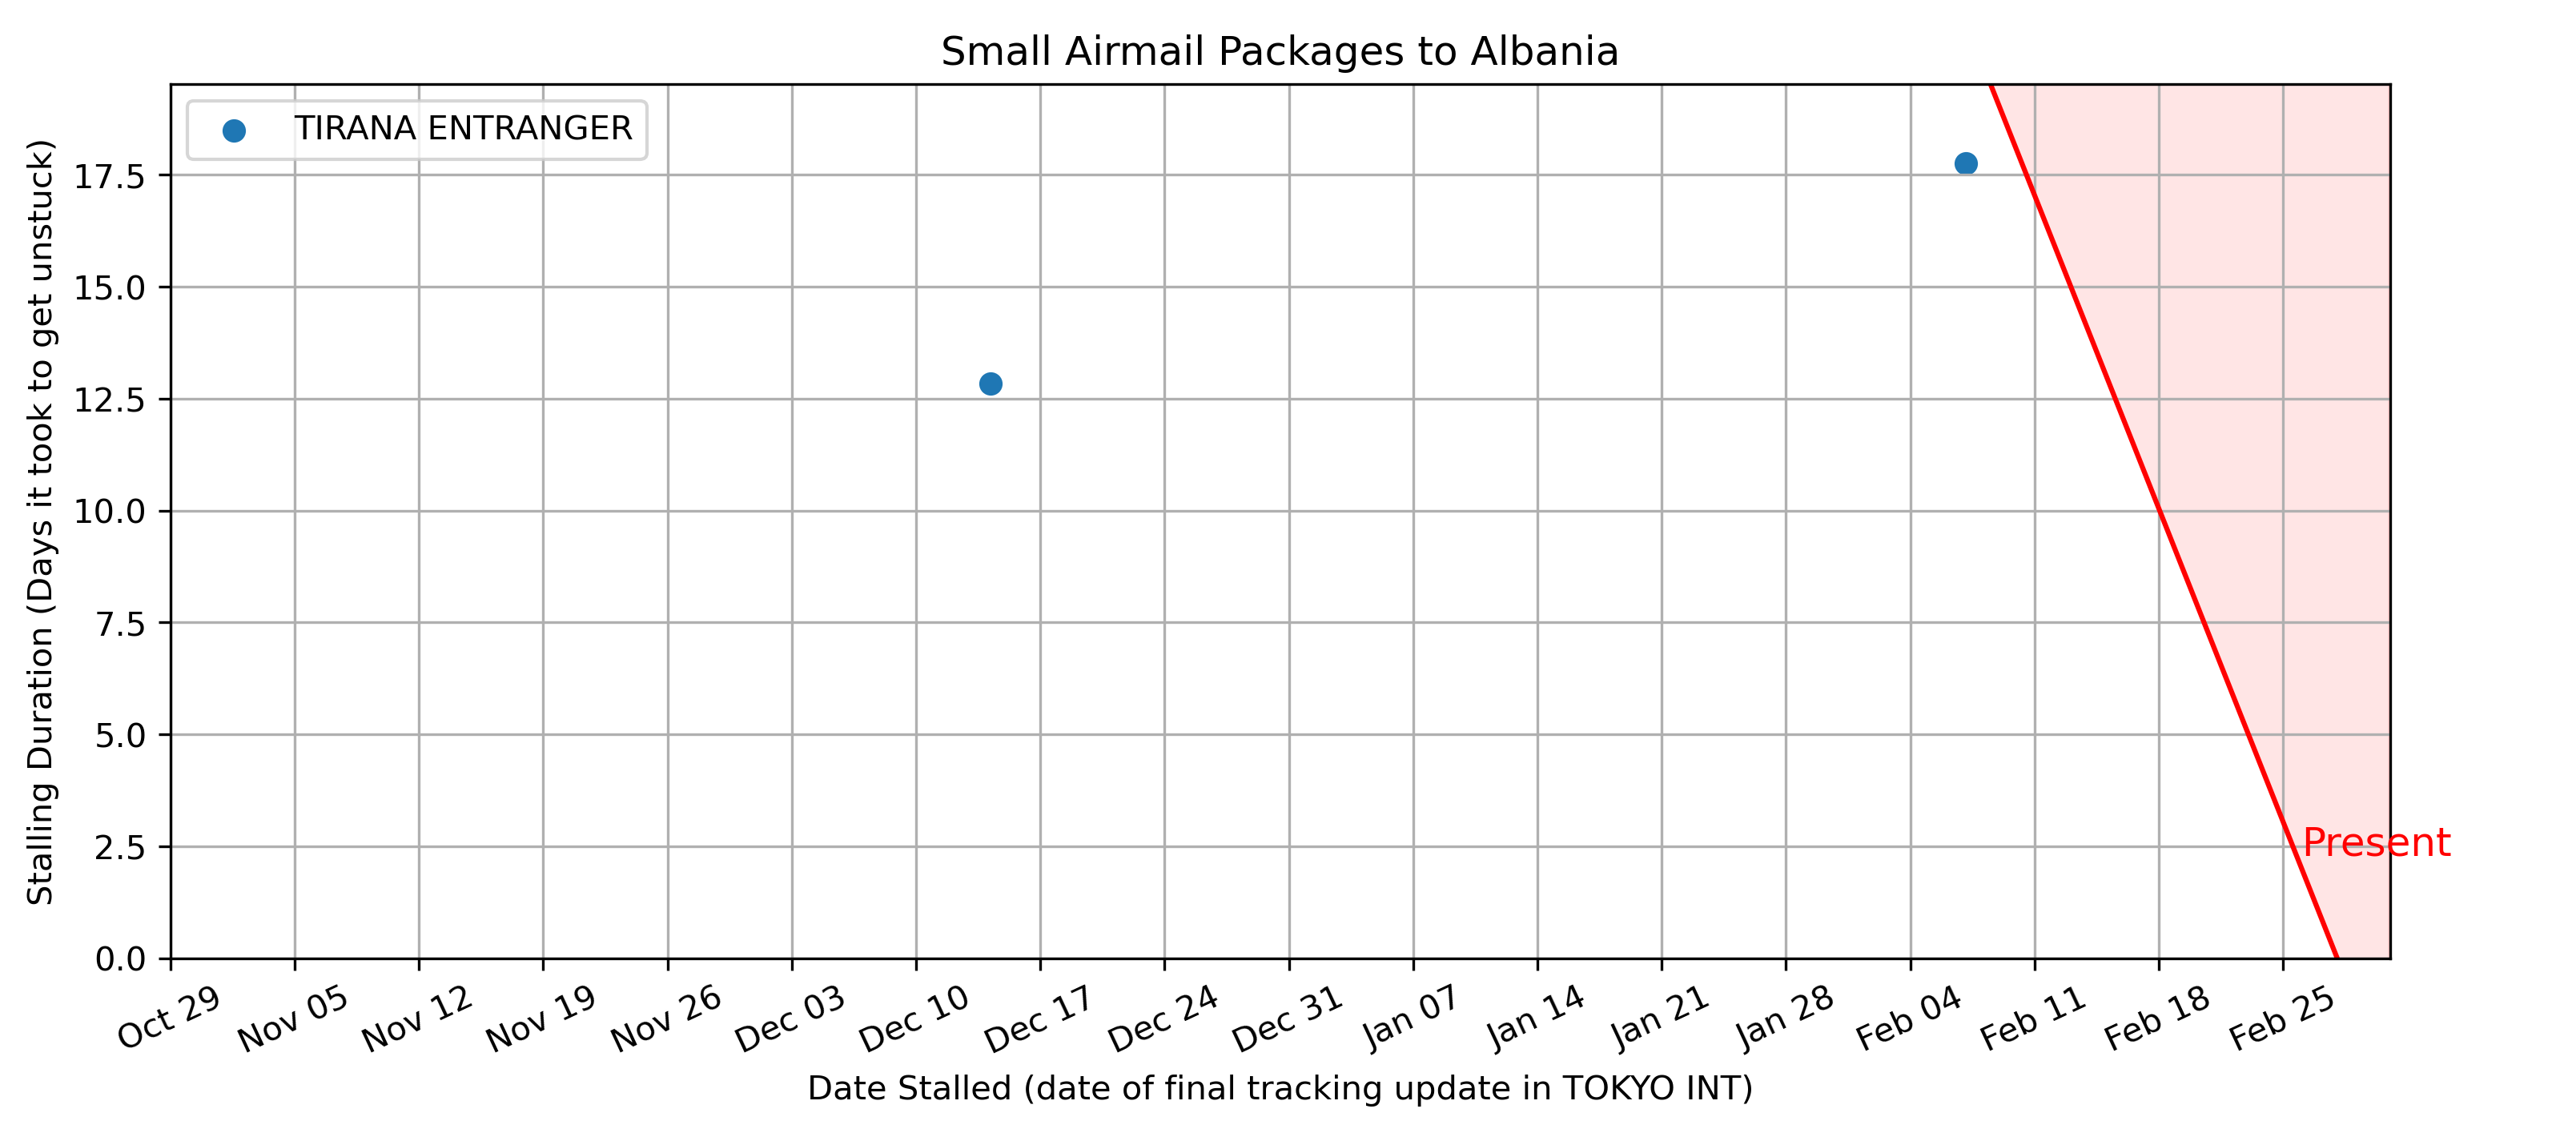 Small Airmail Packages to Albania
TIRANA ENTRANGER
Stalling Duration (Days it took to get unstuck)
17.5
15.0
12.5
10.0
7.5
5.0
2.5
0.0
Present
Oct 29
Nov 05
Nov 12
Nov 19
Nov 26
Dec 03
Dec 10
Dec 17
Dec 24
Dec 31
Jan 07
Jan 14
Jan 21
Jan 28
Feb 04
Feb 11
Feb 18
Feb 25
Date Stalled (date of final tracking update in TOKYO INT)